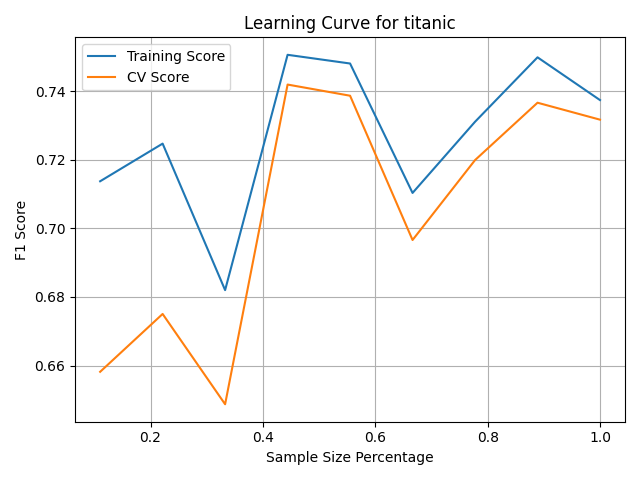 Learning Curve for titanic
Training Score
CV Score
F1 Score
0.74
0.72
0.70
0.68
0.66
0.2
0.4
0.6
0.8
1.0
Sample Size Percentage